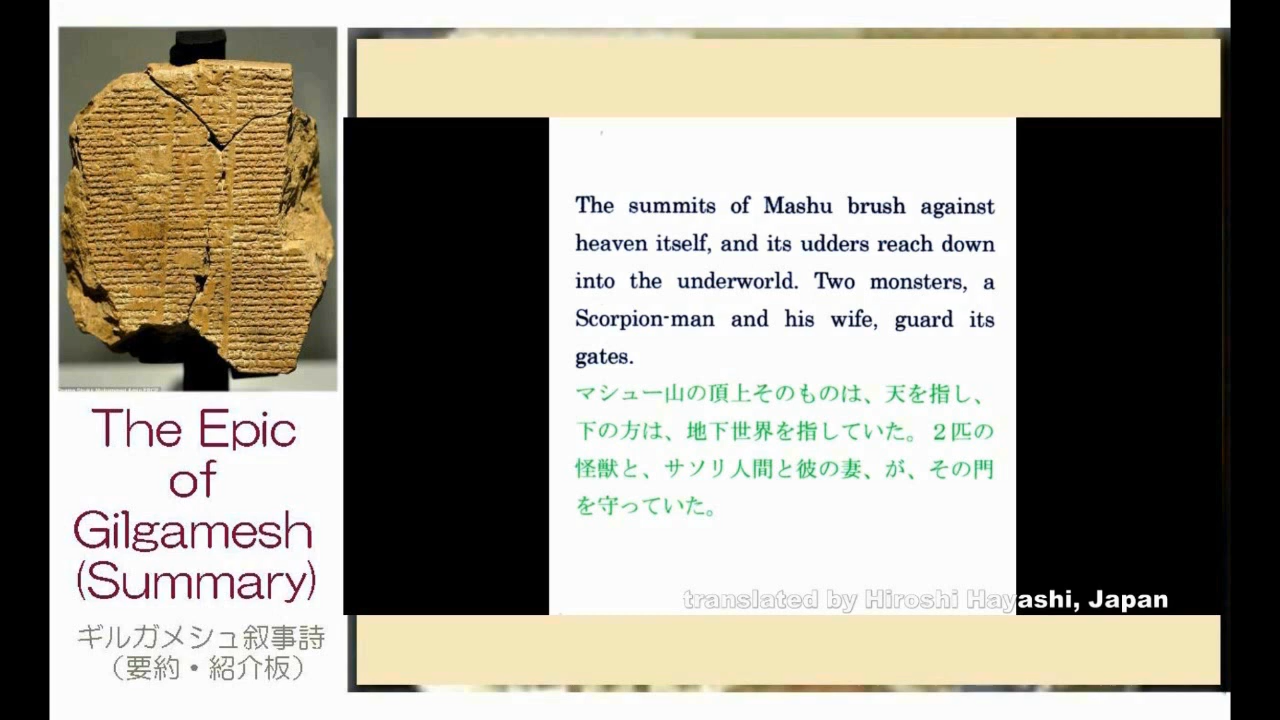 The Epic
of
Gilgamesh
(Summary)
ギルガメシュ叙事詩
（要約・紹介板）
The summits of Mashu brush against
heaven itself, and its udders reach down
into the underworld. Two monsters, a
Scorpion-man and his wife, guard its
gates.
マシュー山の頂上そのものは、天を指し、
下の方は、地下世界を指していた。２匹の
怪獣と、サソリ人間と彼の妻、が、その門
を守っていた。
translated by Hiroshi Hayashi, Japan